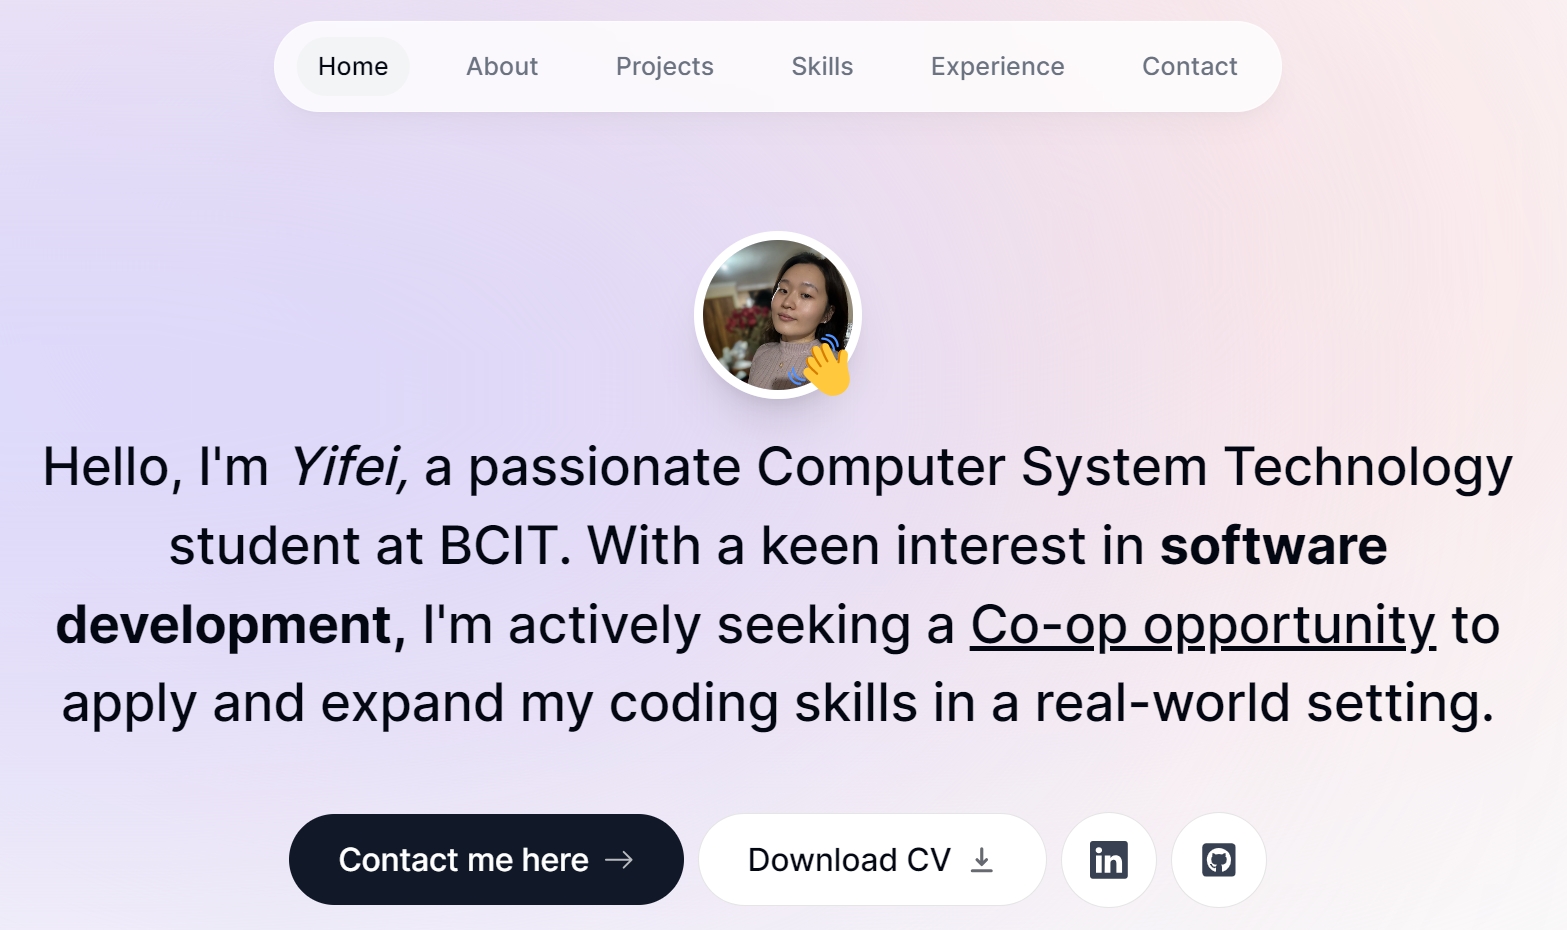 Home About Projects Skills Experience Contact
Hello, I'm Yifei, a passionate Computer System Technology
student at BCIT. With a keen interest in software
development, I'm actively seeking a Co-op opportunity to
apply and expand my coding skills in a real-world setting.
Contact me here → Download CV in